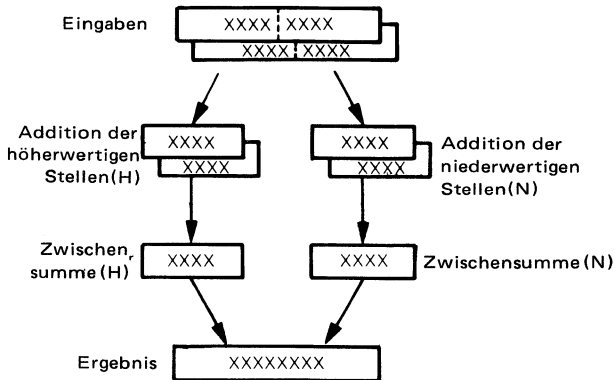 Eingaben
XXXX XXXX
XXXX XXXX
Addition der
höherwertigen
Stellen(H)
XXXX
XXXX
XXXX
XXXX
Addition der
niederwertigen
Stellen(N)
Zwischen,
summe(H)
XXXX
XXXX
Zwischensumme(N)
Ergebnis
XXXXXXXX